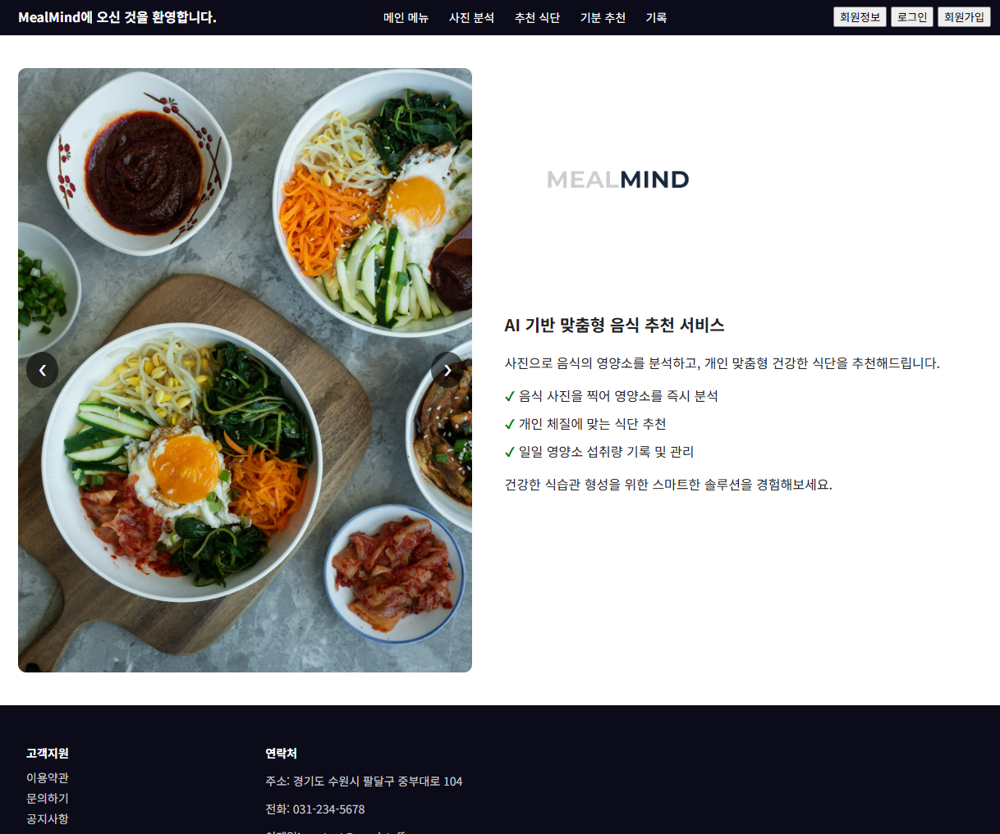 MealMind에 오신 것을 환영합니다.
메인 메뉴 사진 분석 추천 식단 기분 추천 기록
회원정보 로그인 회원가입
MEALMIND
AI 기반 맞춤형 음식 추천 서비스
사진으로 음식의 영양소를 분석하고, 개인 맞춤형 건강한 식단을 추천해드립니다.
✓ 음식 사진을 찍어 영양소를 즉시 분석
✓ 개인 체질에 맞는 식단 추천
✓ 일일 영양소 섭취량 기록 및 관리
건강한 식습관 형성을 위한 스마트한 솔루션을 경험해보세요.
고객지원
이용약관
문의하기
공지사항
연락처
주소: 경기도 수원시 팔달구 중부대로 104
전화: 031-234-5678